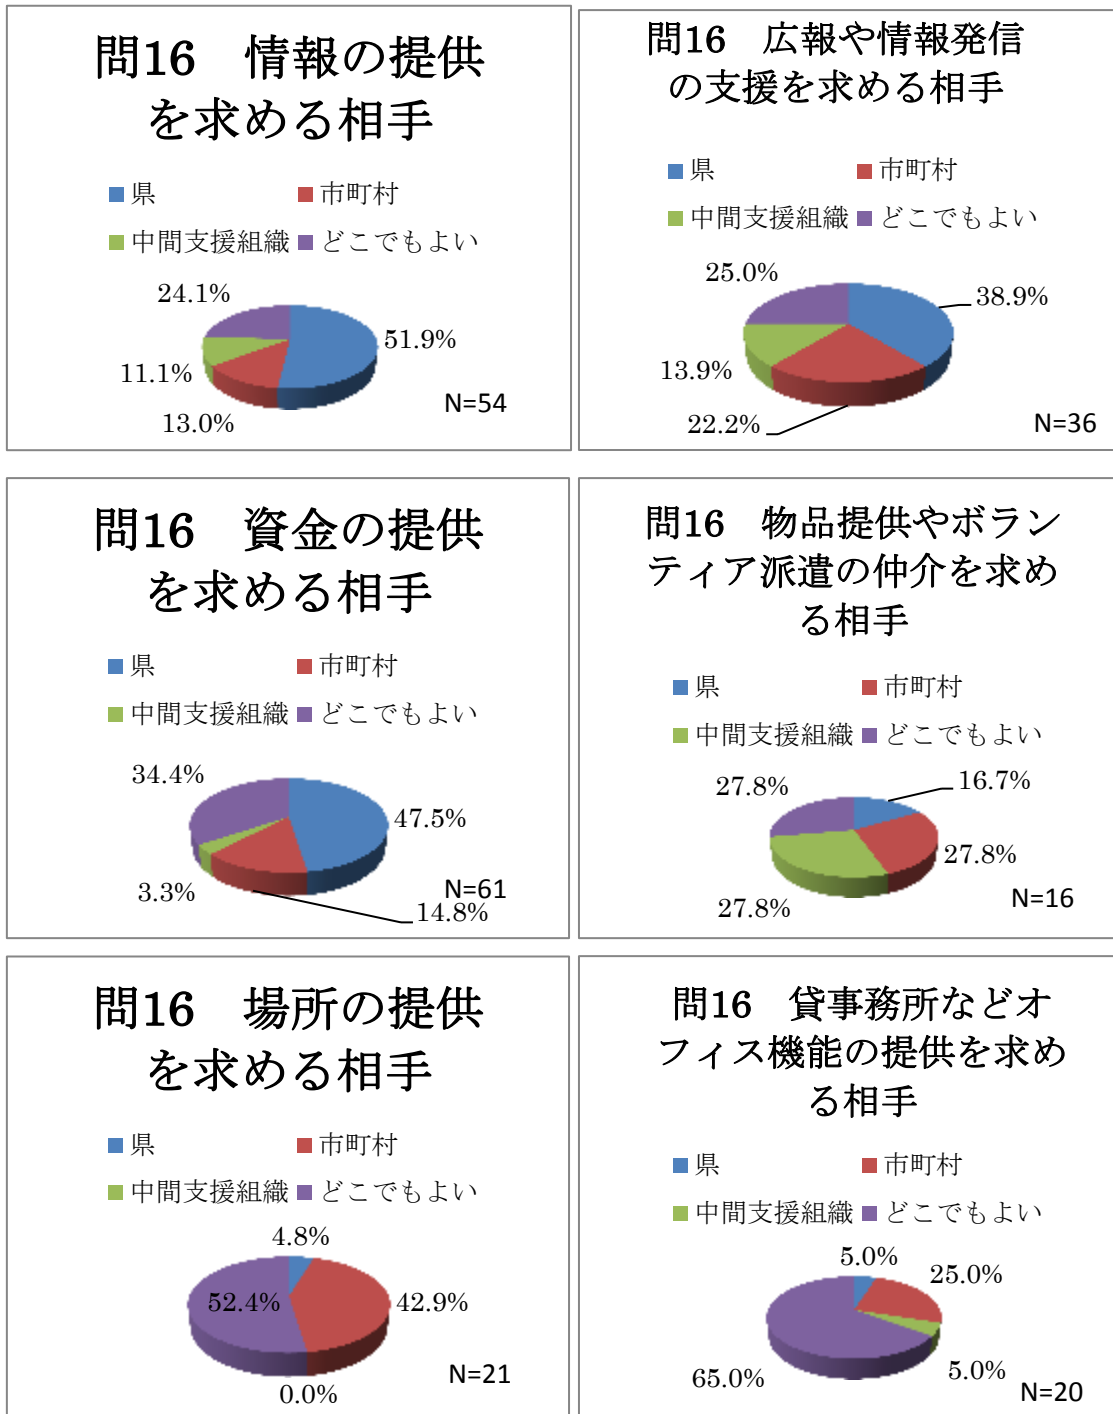 問16　情報の提供
を求める相手
県
市町村
中間支援組織
どこでもよい
24.1%
51.9%
11.1%
13.0%
N=54
問16　広報や情報発信
の支援を求める相手
県
市町村
中間支援組織
どこでもよい
25.0%
38.9%
13.9%
22.2%
N=36
問16　資金の提供
を求める相手
県
市町村
中間支援組織
どこでもよい
34.4%
47.5%
3.3%
N=61
14.8%
問16　物品提供やボラン
ティア派遣の仲介を求め
る相手
県
市町村
中間支援組織
どこでもよい
27.8%
16.7%
27.8%
27.8%
N=16
問16　場所の提供
を求める相手
県
市町村
中間支援組織
どこでもよい
4.8%
52.4%
42.9%
0.0%
N=21
問16　貸事務所などオ
フィス機能の提供を求め
る相手
県
市町村
中間支援組織
どこでもよい
5.0%
25.0%
65.0%
5.0%
N=20